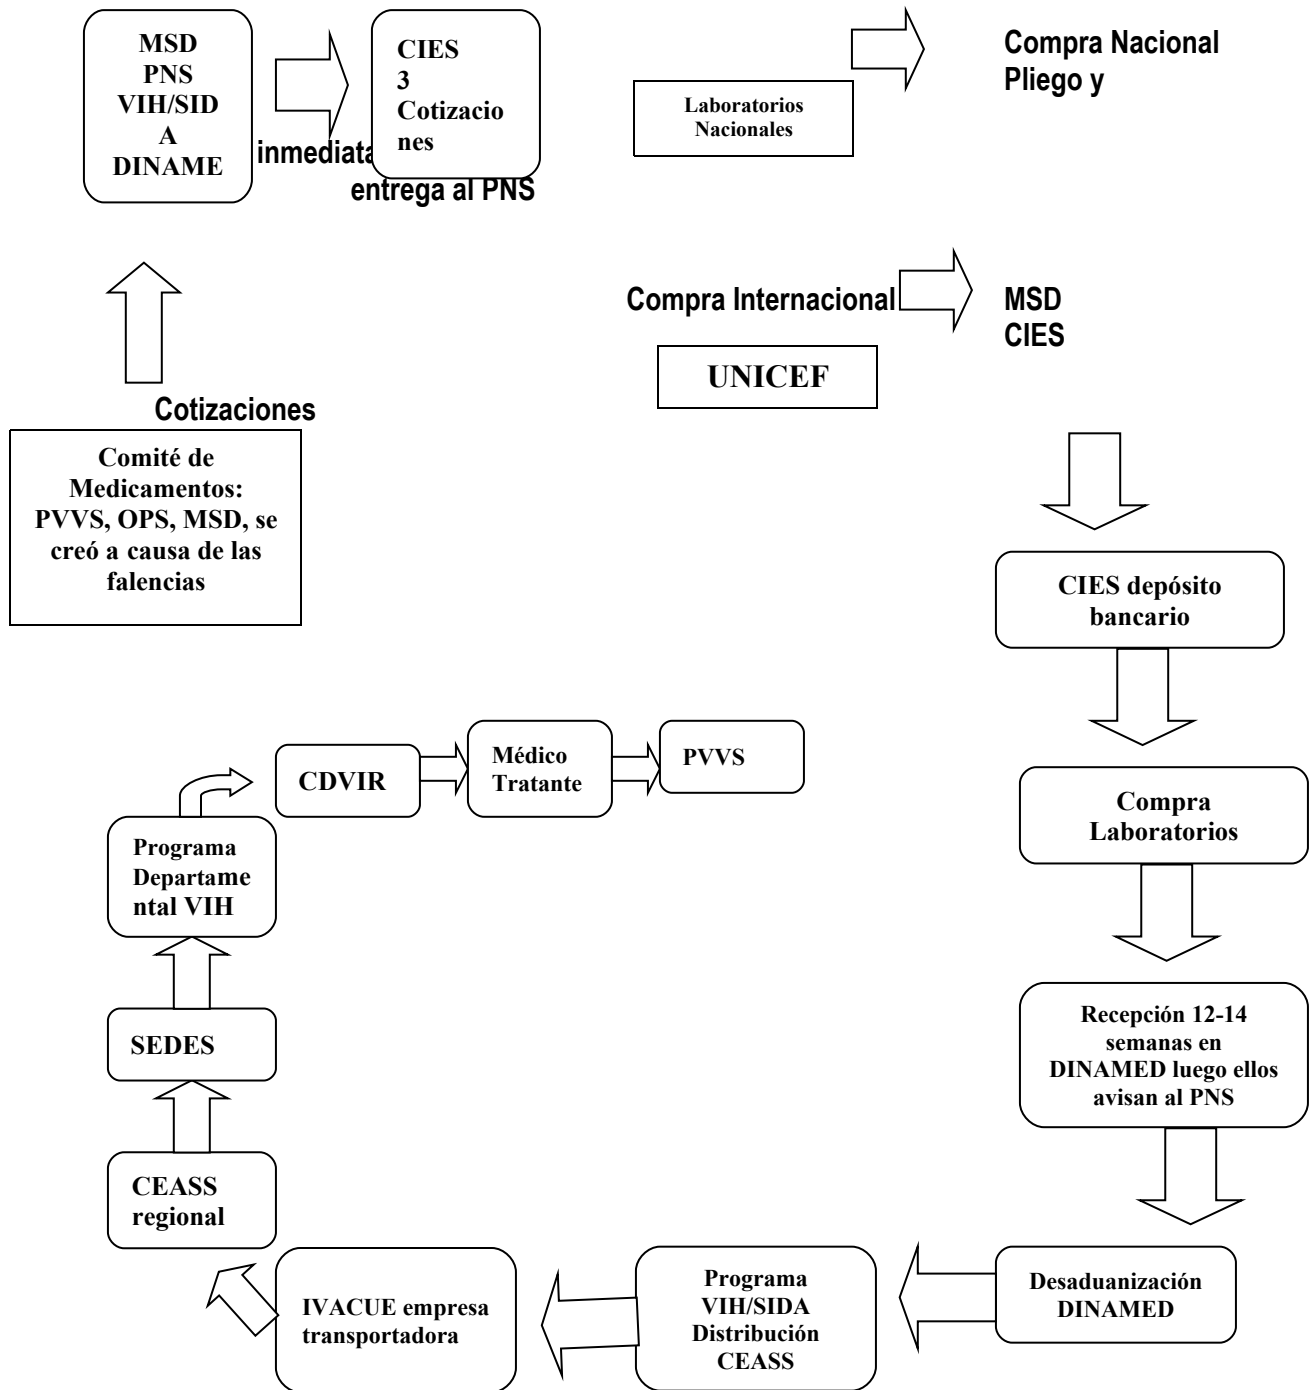 MSD
PNS
VIH/SID
A
DINAME
CIES
3
Cotizacio
nes
inmediata
entrega al PNS
Laboratorios
Nacionales
Compra Nacional
Pliego y
Compra Internacional
UNICEF
MSD
CIES
Cotizaciones
Comité de
Medicamentos:
PVVS, OPS, MSD, se
creó a causa de las
falencias
CIES depósito
bancario
Compra
Laboratorios
Recepción 12-14
semanas en
DINAMED luego ellos
avisan al PNS
Desaduanización
DINAMED
Programa
VIH/SIDA
Distribución
CEASS
IVACUE empresa
transportadora
CEASS
regional
SEDES
Programa
Departame
ntal VIH
CDVIR
Médico
Tratante
PVVS